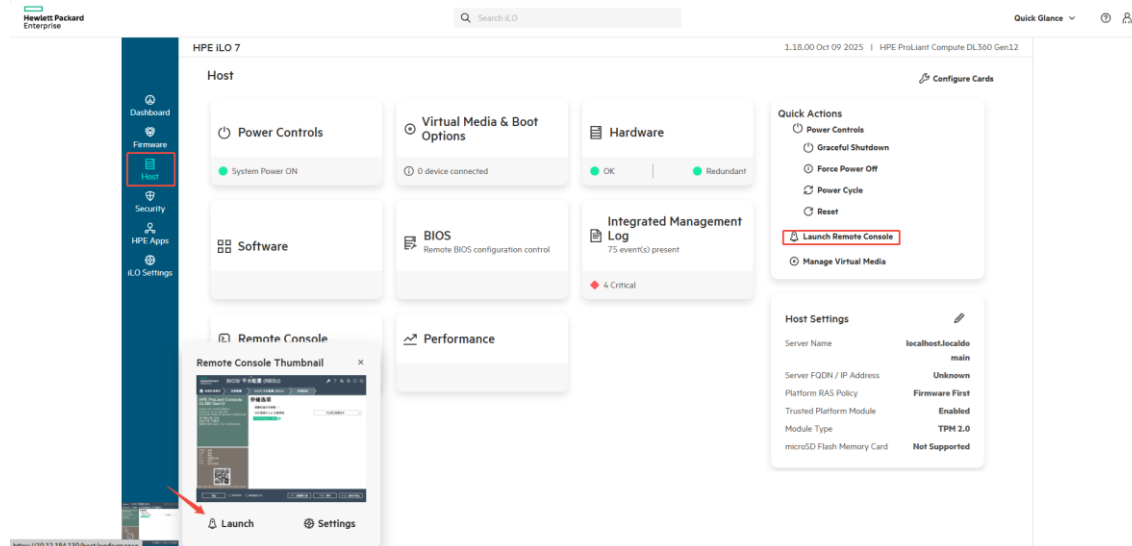 Hewlett Packard
Enterprise
Search iLO
Quick Glance
HPE iLO 7
1.18.00 Oct 09 2025 | HPE ProLiant Compute DL360 Gen12
Host
Configure Cards
Dashboard
Firmware
Host
Security
HPE Apps
iLO Settings
Power Controls
System Power ON
Virtual Media & Boot
Options
0 device connected
Hardware
OK
Redundant
Software
BIOS
Remote BIOS configuration control
Integrated Management
Log
75 event(s) present
4 Critical
Remote Console
Performance
Quick Actions
Power Controls
Graceful Shutdown
Force Power Off
Power Cycle
Reset
Launch Remote Console
Manage Virtual Media
Host Settings
Server Name
localhost.localdo
main
Server FQDN / IP Address
Unknown
Platform RAS Policy
Firmware First
Trusted Platform Module
Enabled
Module Type
TPM 2.0
microSD Flash Memory Card
Not Supported
Remote Console Thumbnail
Launch
Settings